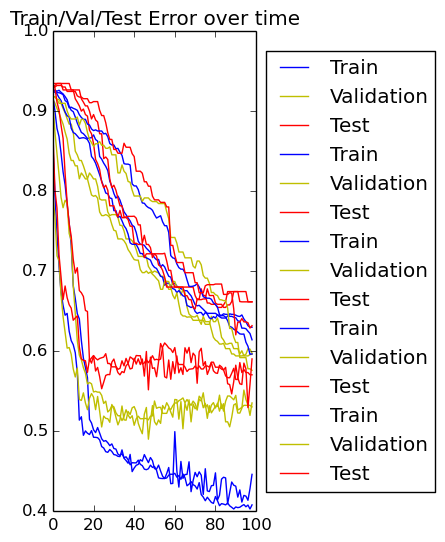 Train/Val/Test Error over time
1.0
0.9
0.8
0.7
0.6
0.5
0.4
0 20 40 60 80 100
Train
Validation
Test
Train
Validation
Test
Train
Validation
Test
Train
Validation
Test
Train
Validation
Test